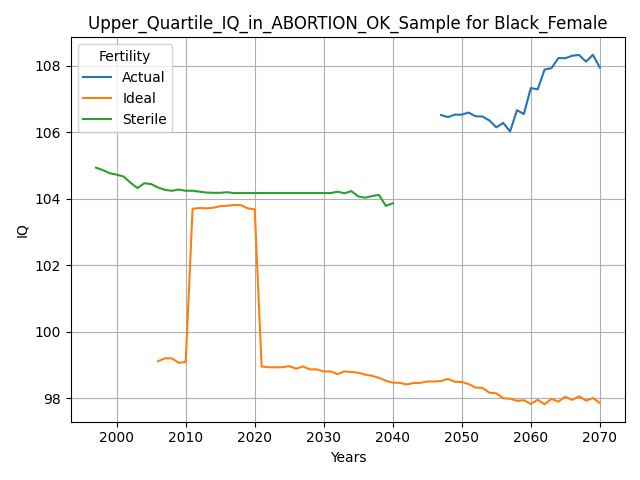 Upper_Quartile_IQ_in_ABORTION_OK_Sample for Black_Female
Fertility
Actual
Ideal
Sterile
IQ
108
106
104
102
100
98
2000 2010 2020 2030 2040 2050 2060 2070
Years